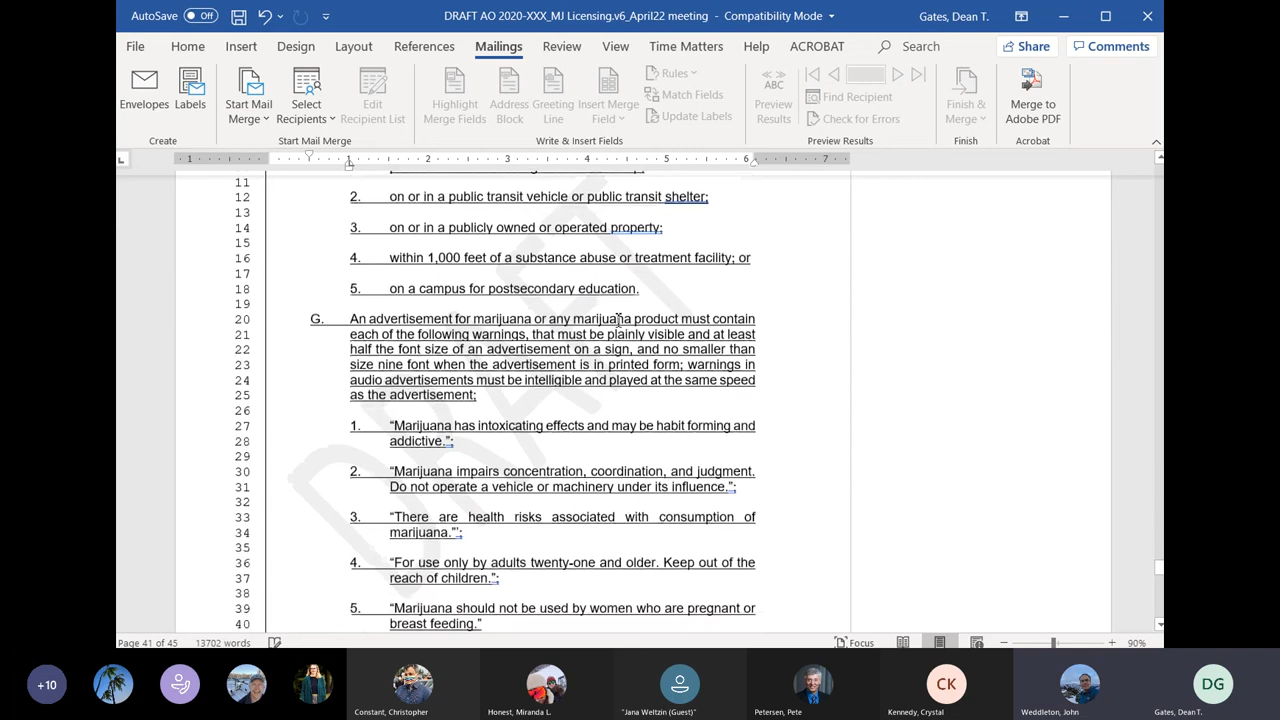 AutoSave Off DRAFT AO 2020-XXX_MJ Licensing.v6_April22 meeting - Compatibility Mode Gates, Dean T.
File Home Insert Design Layout References Mailings Review View Time Matters Help ACROBAT Search Share Comments
Envelopes Labels Start Mail Merge Select Recipients Edit Recipient List Highlight Merge Fields Address Block Greeting Line Insert Merge Field Rules Match Fields Update Labels Preview Results ABC Find Recipient Check for Errors Finish & Merge Merge to Adobe PDF
Create Start Mail Merge Write & Insert Fields Preview Results Finish Acrobat
1 1 2 3 4 5 6 7
11
12 2. on or in a public transit vehicle or public transit shelter;
13
14 3. on or in a publicly owned or operated property;
15
16 4. within 1,000 feet of a substance abuse or treatment facility; or
17
18 5. on a campus for postsecondary education.
19
20 G. An advertisement for marijuana or any marijuana product must contain
21 each of the following warnings, that must be plainly visible and at least
22 half the font size of an advertisement on a sign, and no smaller than
23 size nine font when the advertisement is in printed form; warnings in
24 audio advertisements must be intelligible and played at the same speed
25 as the advertisement;
26
27 1. “Marijuana has intoxicating effects and may be habit forming and
28 addictive.”;
29
30 2. “Marijuana impairs concentration, coordination, and judgment.
31 Do not operate a vehicle or machinery under its influence.”;
32
33 3. “There are health risks associated with consumption of
34 marijuana.”’;
35
36 4. “For use only by adults twenty-one and older. Keep out of the
37 reach of children.”;
38
39 5. “Marijuana should not be used by women who are pregnant or
40 breast feeding.”
DRAFT
Page 41 of 45 13702 words Focus 90%
+10 CK DG
Constant, Christopher Honest, Miranda L. "Jana Weltzin (Guest)" Petersen, Pete Kennedy, Crystal Weddleton, John Gates, Dean T.